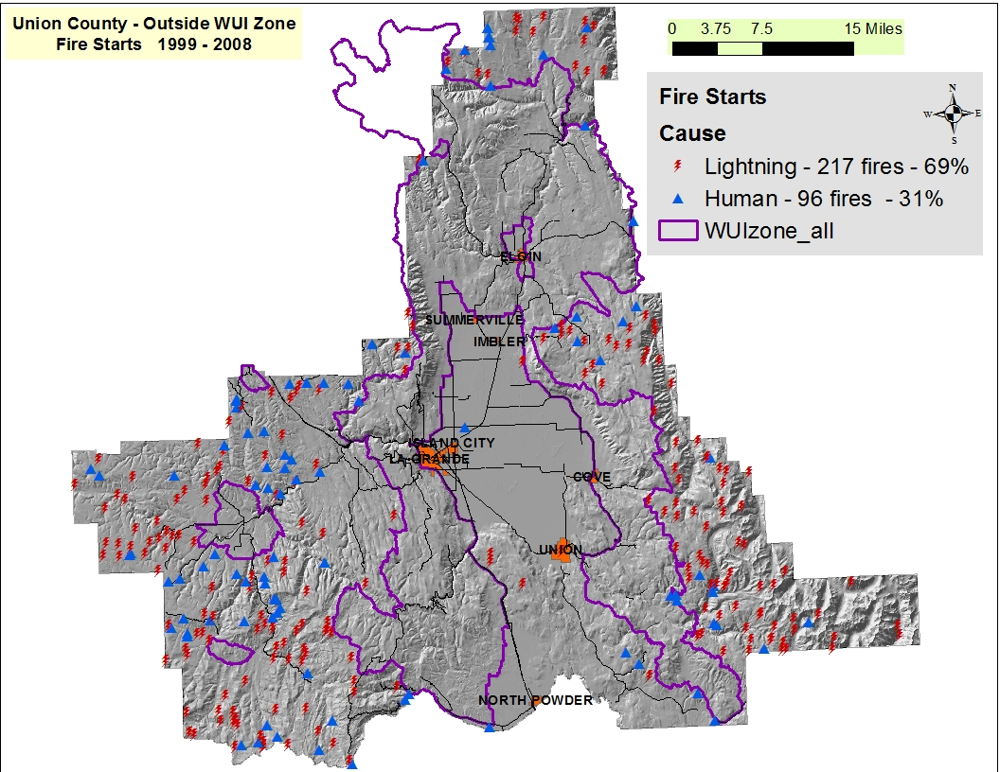 Union County - Outside WUI Zone
Fire Starts 1999 - 2008
0 3.75 7.5 15 Miles
Fire Starts
Cause
N
W E
S
Lightning - 217 fires - 69%
Human - 96 fires - 31%
WUIzone_all
ELGIN
SUMMERVILLE
IMBLER
ISLAND CITY
LA GRANDE
COVE
UNION
NORTH POWDER